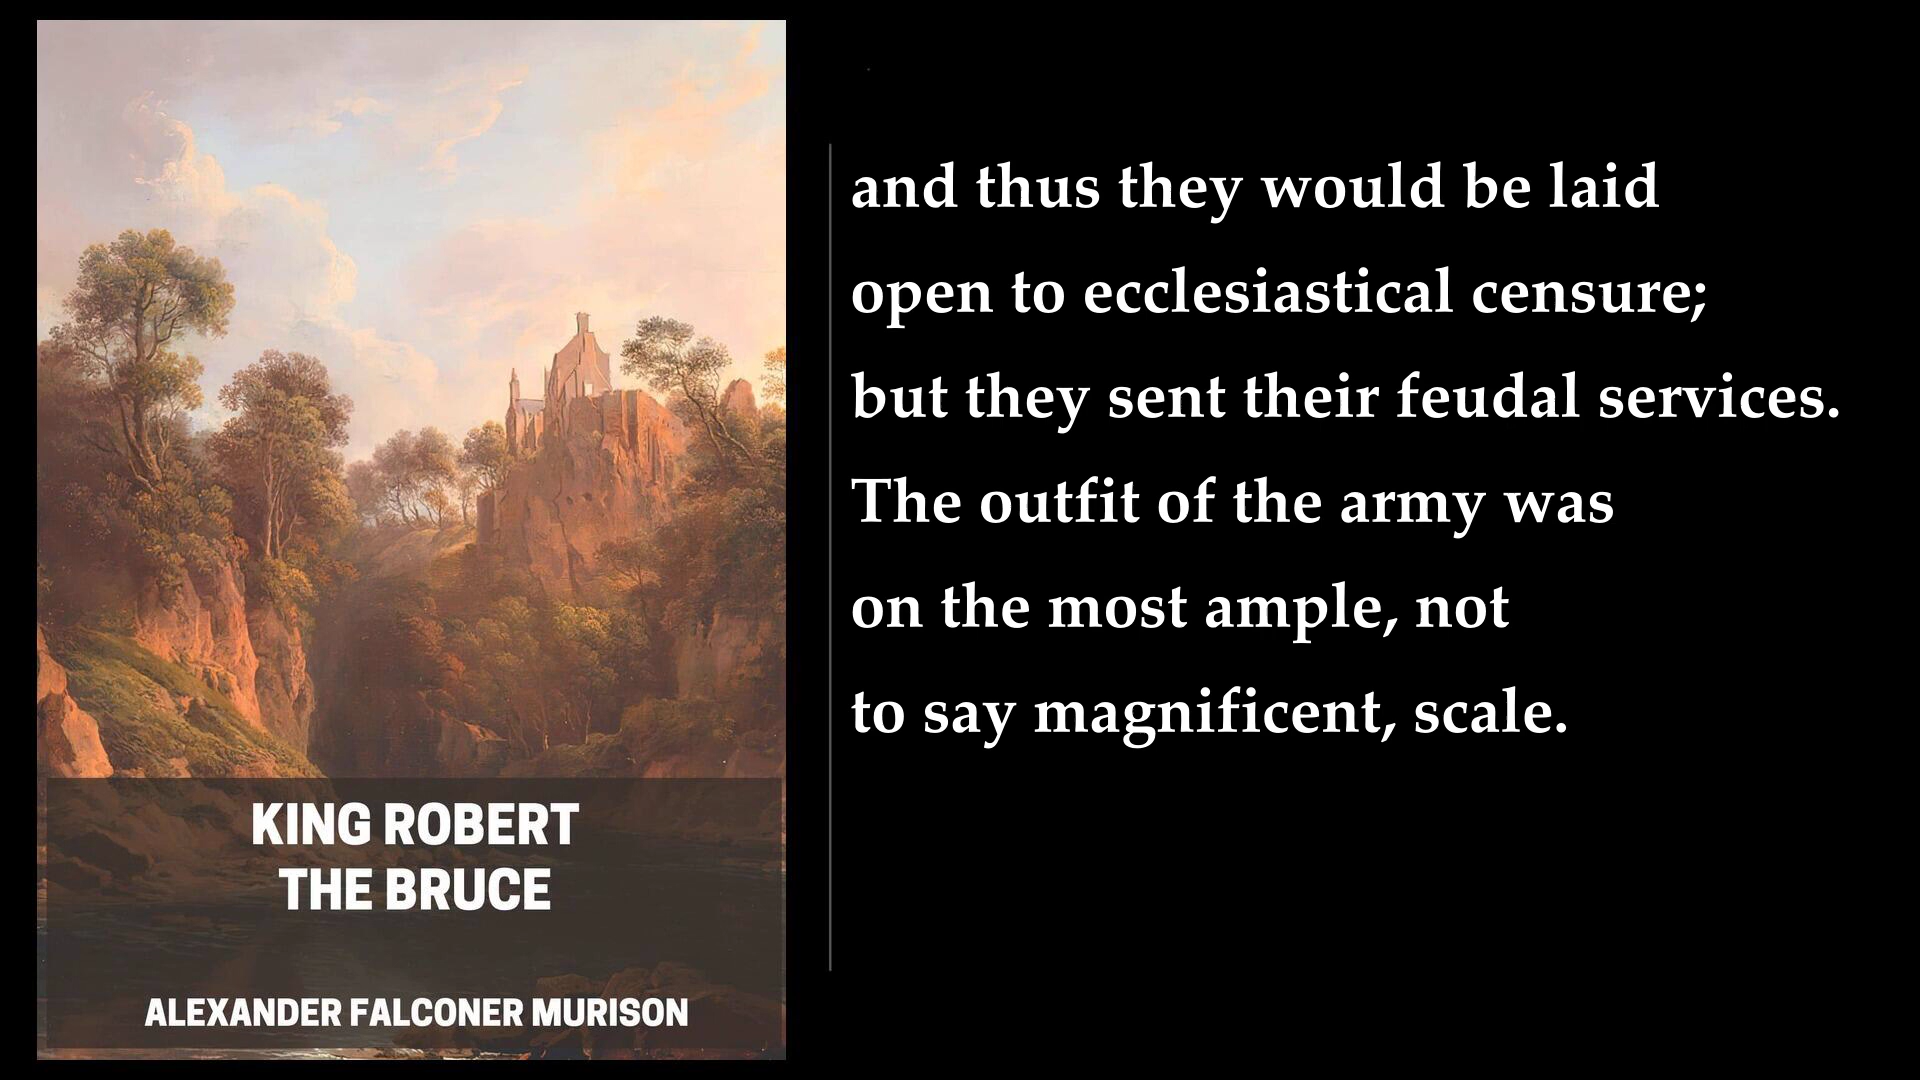 KING ROBERT
THE BRUCE
ALEXANDER FALCONER MURISON
and thus they would be laid
open to ecclesiastical censure;
but they sent their feudal services.
The outfit of the army was
on the most ample, not
to say magnificent, scale.